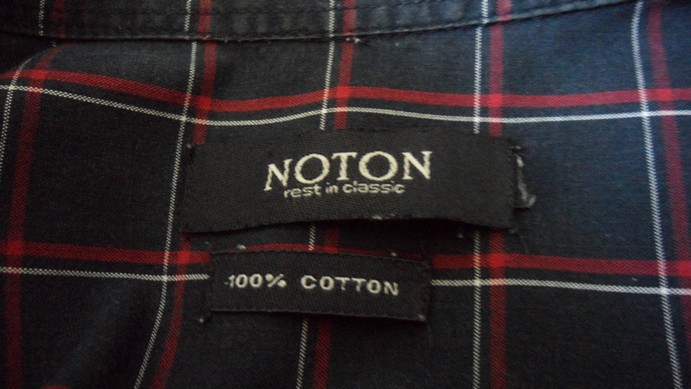 NOTON
rest in classic
100% COTTON